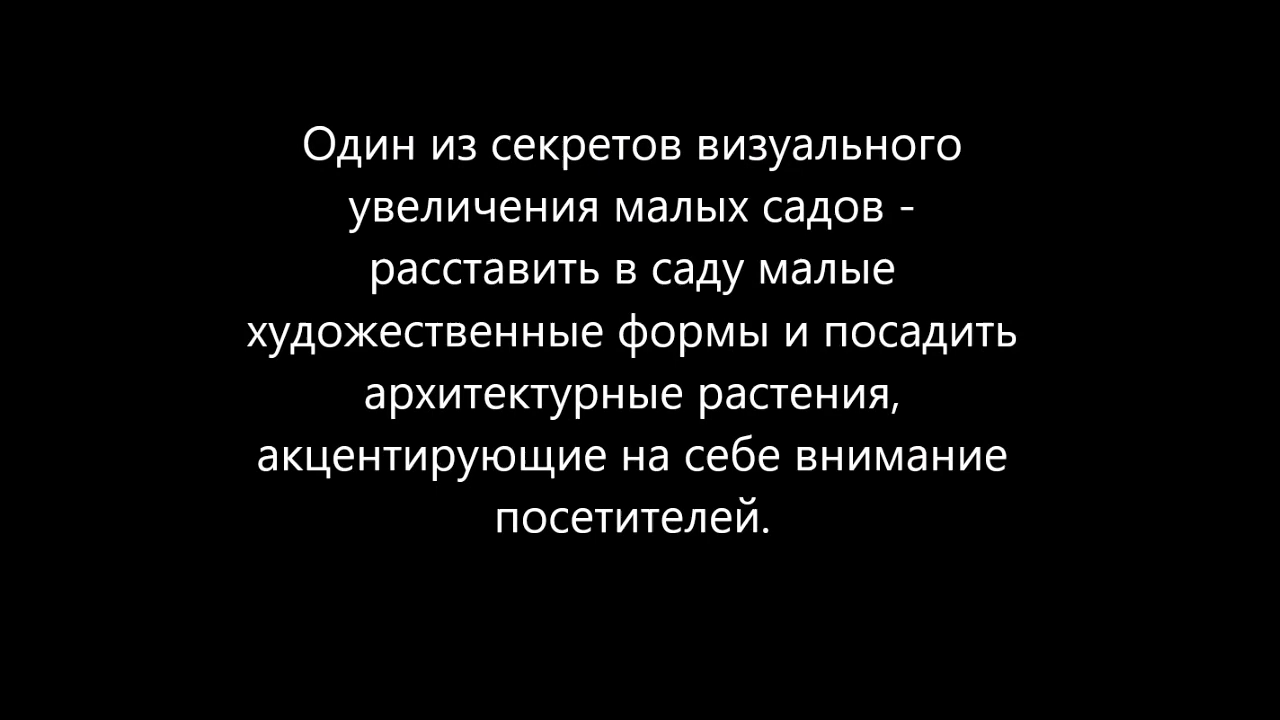 Один из секретов визуального
увеличения малых садов -
расставить в саду малые
художественные формы и посадить
архитектурные растения,
акцентирующие на себе внимание
посетителей.